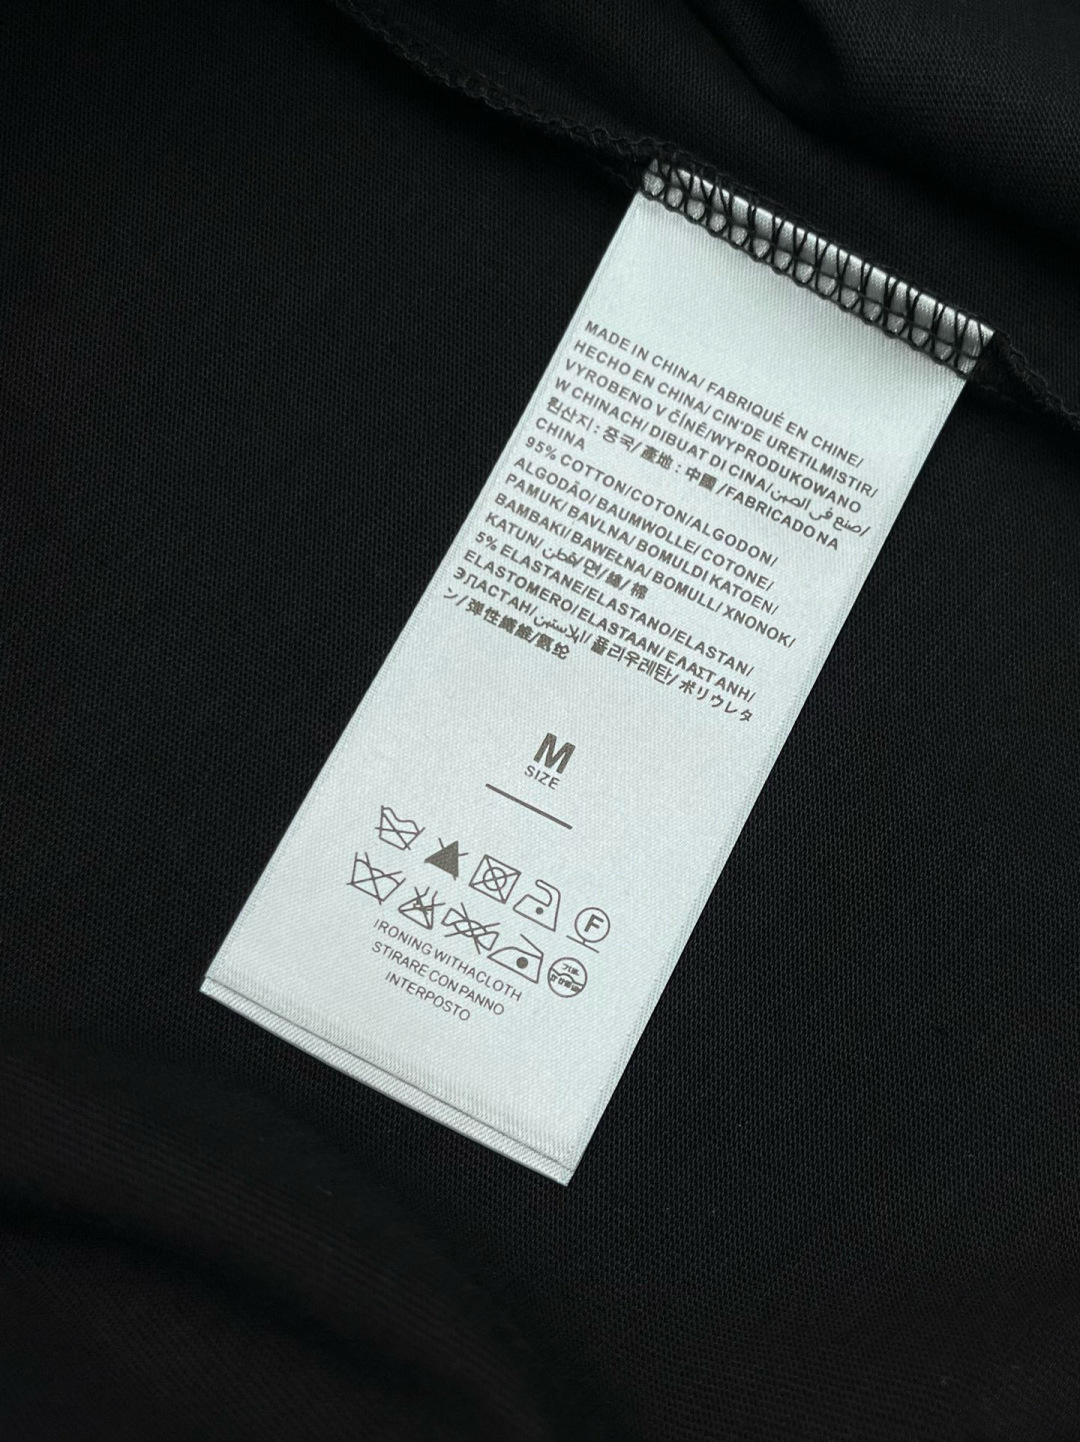 MADE IN CHINA/ FABRIQUÉ EN CHINE/
HECHO EN CHINA/ CIN'DE URETILMISTIR/
VYROBENO V ČÍNĚ/WYPRODUKOWANO
W CHINACH/ DIBUAT DI CINA/صنع في الصين/
원산지 : 중국/ 產地 : 中國 /FABRICADO NA
CHINA
95% COTTON/COTON/ALGODON/
ALGODÃO/ BAUMWOLLE/ COTONE/
PAMUK/ BAVLNA/ BOMULDI KATOEN/
BAMBAKI/ BAWEŁNA/ BOMULL/ XNONOK/
KATUN/ قطن/면/綿/棉
5% ELASTANE/ELASTANO/ELASTAN/
ELASTOMERO/ELASTAAN/ ΕΛΑΣΤΑΝΗ/
ЭЛАСТАН/ايلاستين/ 폴리우레탄/ ポリウレタ
ン/ 弹性纖維/氨纶
M
SIZE
F
IRONING WITHACLOTH
STIRARE CON PANNO
INTERPOSTO